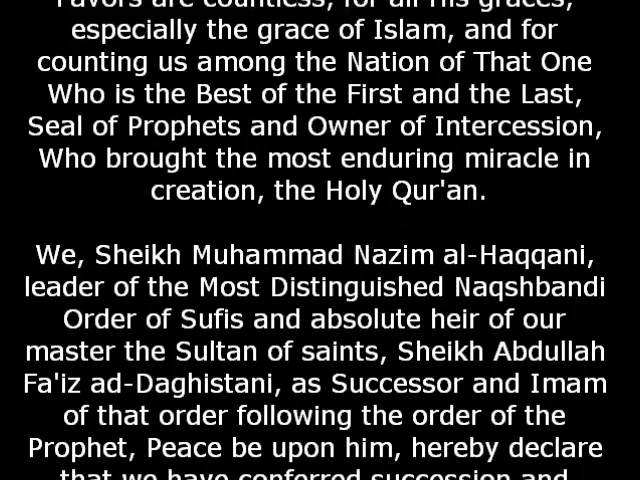 Favors are countless, for all His graces,
especially the grace of Islam, and for
counting us among the Nation of That One
Who is the Best of the First and the Last,
Seal of Prophets and Owner of Intercession,
Who brought the most enduring miracle in
creation, the Holy Qur'an.
We, Sheikh Muhammad Nazim al-Haqqani,
leader of the Most Distinguished Naqshbandi
Order of Sufis and absolute heir of our
master the Sultan of saints, Sheikh Abdullah
Fa'iz ad-Daghistani, as Successor and Imam
of that order following the order of the
Prophet, Peace be upon him, hereby declare
that we have conferred succession and